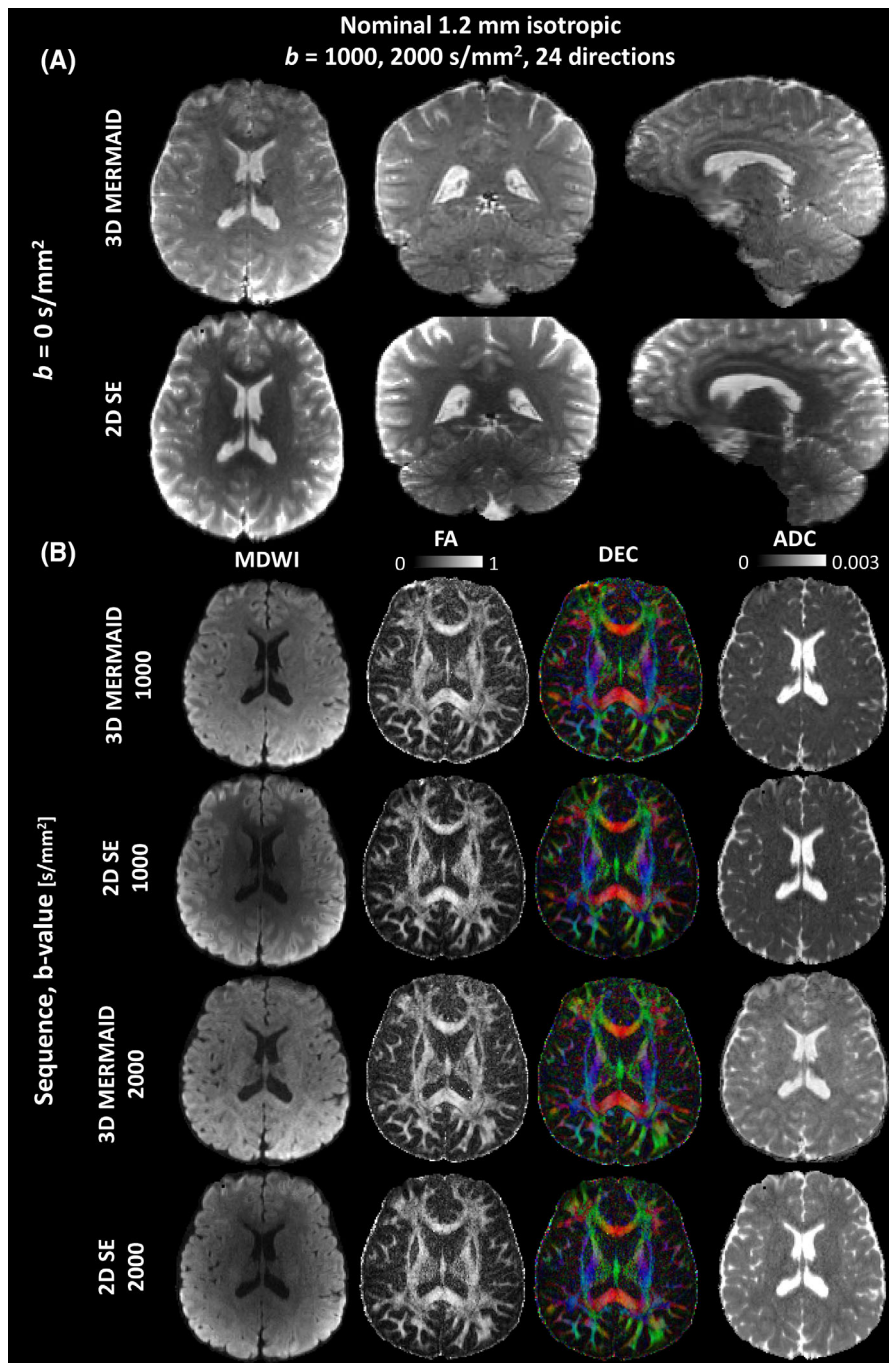 Nominal 1.2 mm isotropic
b = 1000, 2000 s/mm², 24 directions
(A)
3D MERMAID
b = 0 s/mm²
2D SE
(B)
MDWI
FA
0 1
DEC
ADC
0 0.003
Sequence, b-value [s/mm²]
3D MERMAID
1000
2D SE
1000
3D MERMAID
2000
2D SE
2000